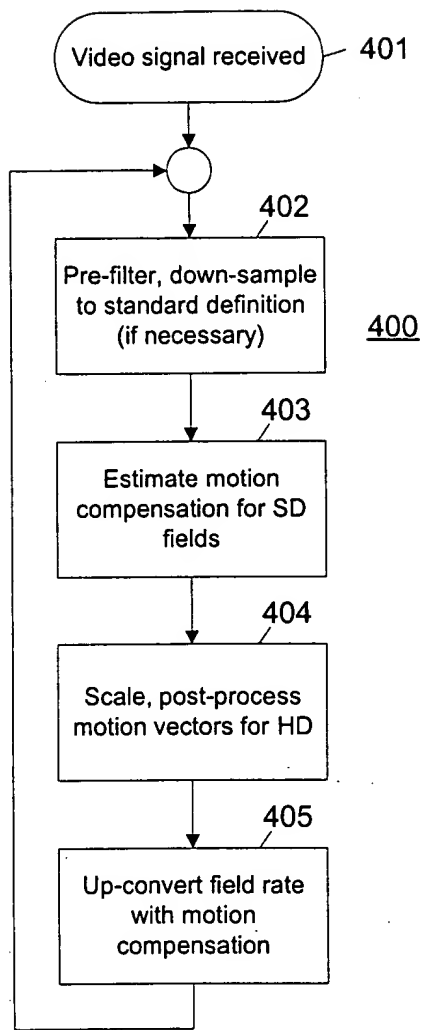 Video signal received
401
402
Pre-filter, down-sample
to standard definition
(if necessary)
400
403
Estimate motion
compensation for SD
fields
404
Scale, post-process
motion vectors for HD
405
Up-convert field rate
with motion
compensation